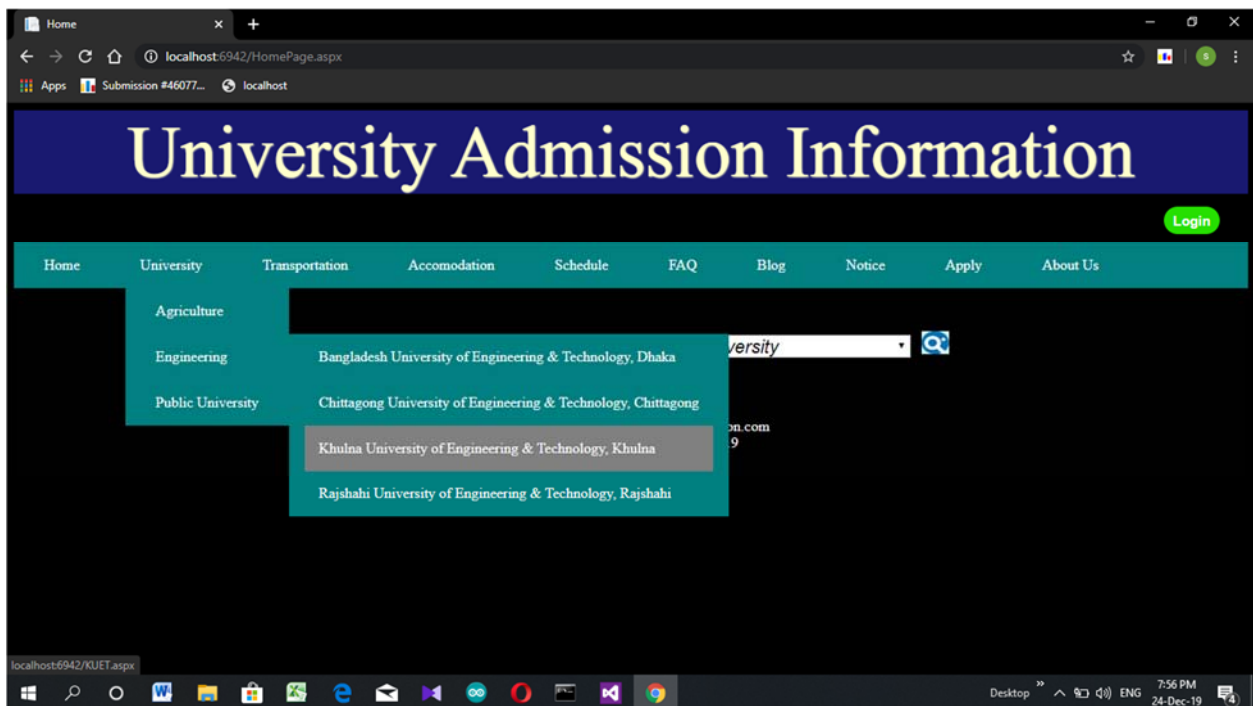 Home
localhost:6942/HomePage.aspx
S
Apps Submission #46077... localhost
University Admission Information
Login
Home University Transportation Accomodation Schedule FAQ Blog Notice Apply About Us
Agriculture
Engineering Bangladesh University of Engineering & Technology, Dhaka versity
Public University Chittagong University of Engineering & Technology, Chittagong
on.com
Khulna University of Engineering & Technology, Khulna 9
Rajshahi University of Engineering & Technology, Rajshahi
localhost:6942/KUET.aspx
Desktop ENG 7:56 PM
24-Dec-19 4